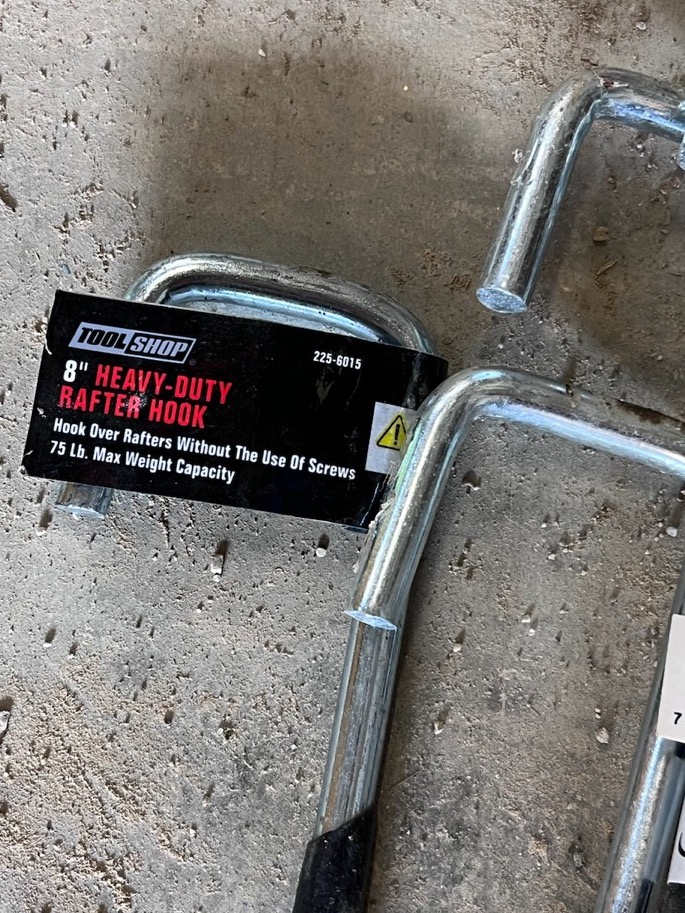 TOOL SHOP
225-6015
8" HEAVY-DUTY
RAFTER HOOK
Hook Over Rafters Without The Use Of Screws
75 Lb. Max Weight Capacity
7